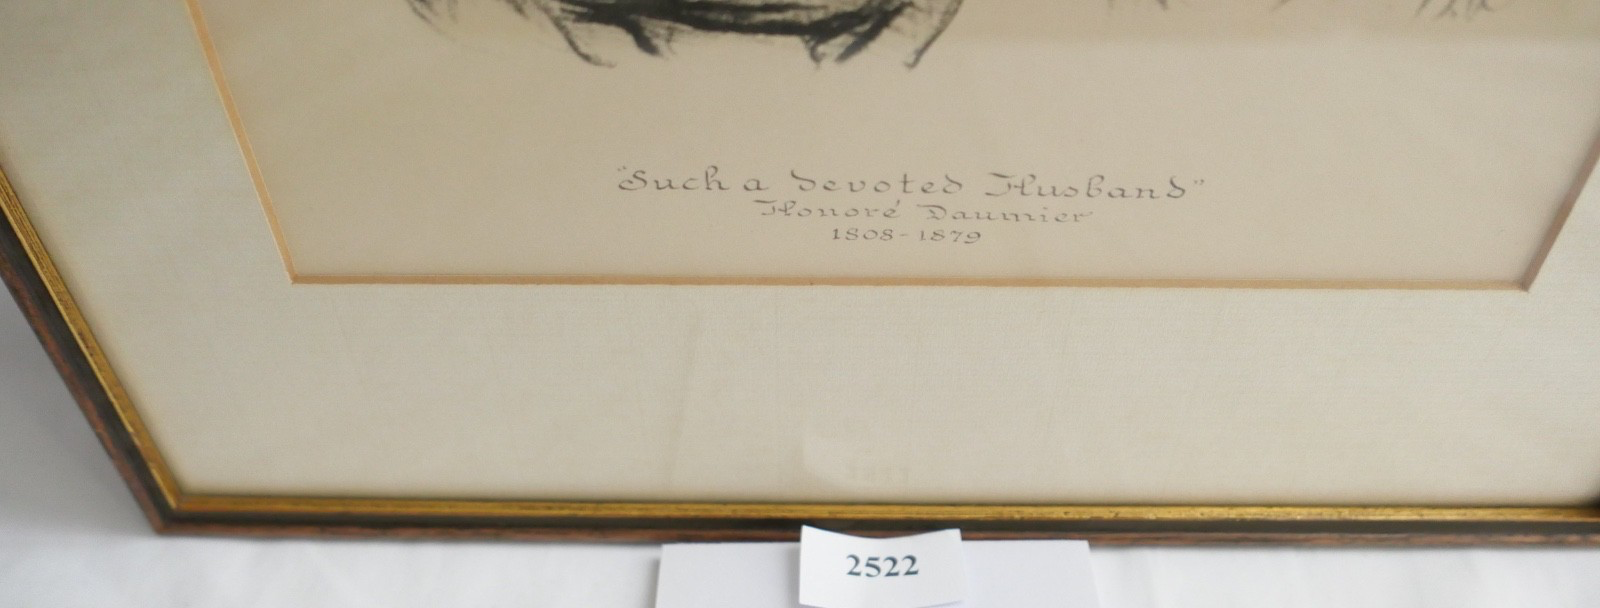 "Such a devoted Husband"
Honoré Daumier
1808-1879
2522